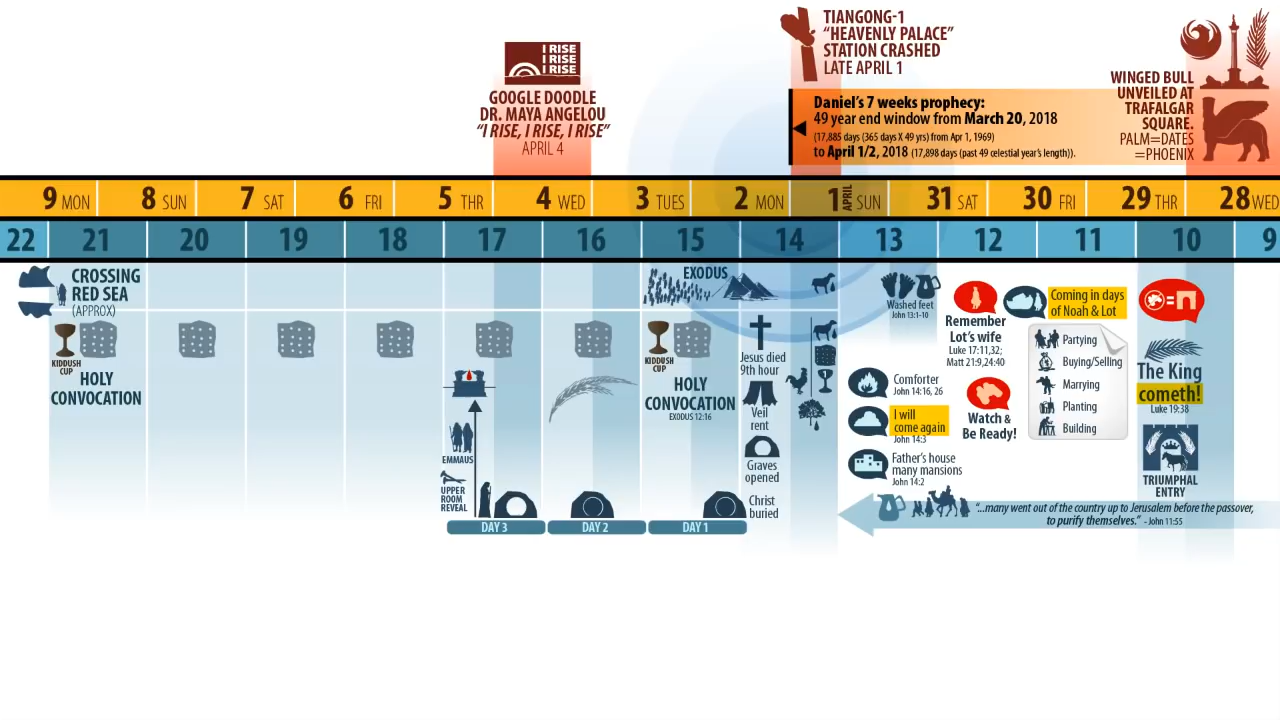 I RISE
I RISE
I RISE
GOOGLE DOODLE
DR. MAYA ANGELOU
"I RISE, I RISE, I RISE"
APRIL 4
TIANGONG-1
"HEAVENLY PALACE"
STATION CRASHED
LATE APRIL 1
Daniel's 7 weeks prophecy:
49 year end window from March 20, 2018
(17,885 days (365 days X 49 yrs) from Apr 1, 1969)
to April 1/2, 2018 (17,898 days (past 49 celestial year's length)).
WINGED BULL
UNVEILED AT
TRAFALGAR
SQUARE.
PALM=DATES
=PHOENIX
9 MON 8 SUN 7 SAT 6 FRI 5 THR 4 WED 3 TUES 2 MON 1 APRIL SUN 31 SAT 30 FRI 29 THR 28 WED
22 21 20 19 18 17 16 15 14 13 12 11 10 9
CROSSING
RED SEA
(APPROX)
KIDDUSH
CUP
HOLY
CONVOCATION
EMMAUS
UPPER
ROOM
REVEAL
DAY 3
DAY 2
DAY 1
EXODUS
KIDDUSH
CUP
HOLY
CONVOCATION
EXODUS 12:16
Jesus died
9th hour
Veil
rent
Graves
opened
Christ
buried
1
Washed feet
John 13:1-10
Comforter
John 14:16, 26
I will
come again
John 14:3
Father's house
many mansions
John 14:2
Remember
Lot's wife
Luke 17:11,32;
Matt 21:9,24:40
Watch &
Be Ready!
Coming in days
of Noah & Lot
Partying
Buying/Selling
Marrying
Planting
Building
=
The King
cometh!
Luke 19:38
TRIUMPHAL
ENTRY
"...many went out of the country up to Jerusalem before the passover,
to purify themselves." - John 11:55